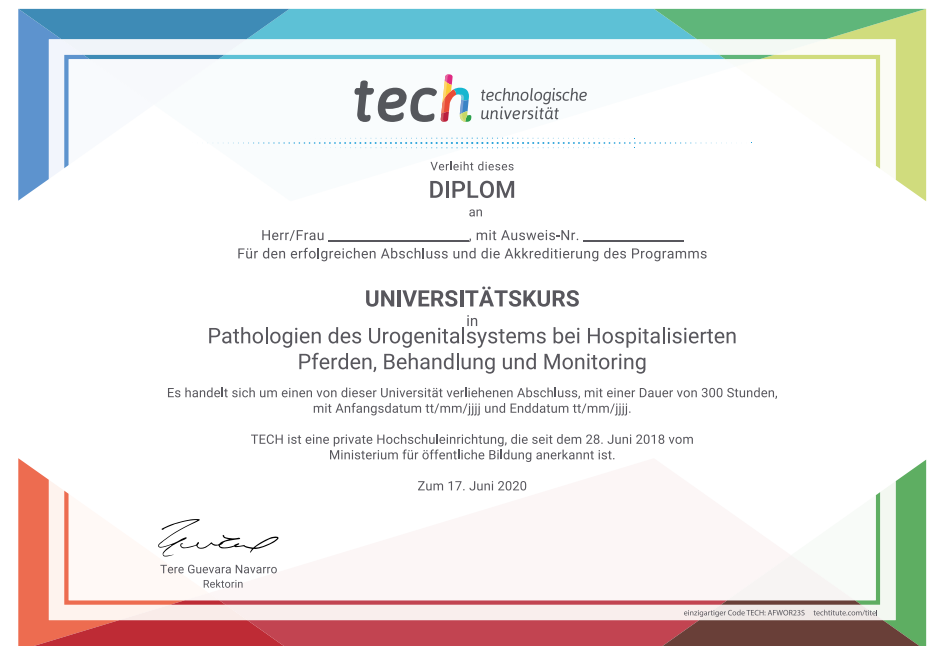 tech technologische
universität
Verleiht dieses
DIPLOM
an
Herr/Frau ____________________, mit Ausweis-Nr. ______________
Für den erfolgreichen Abschluss und die Akkreditierung des Programms
UNIVERSITÄTSKURS
in
Pathologien des Urogenitalsystems bei Hospitalisierten
Pferden, Behandlung und Monitoring
Es handelt sich um einen von dieser Universität verliehenen Abschluss, mit einer Dauer von 300 Stunden,
mit Anfangsdatum tt/mm/jjjj und Enddatum tt/mm/jjjj.
TECH ist eine private Hochschuleinrichtung, die seit dem 28. Juni 2018 vom
Ministerium für öffentliche Bildung anerkannt ist.
Zum 17. Juni 2020
Tere Guevara Navarro
Rektorin
einzigartiger Code TECH: AFWOR23S techtitute.com/titel